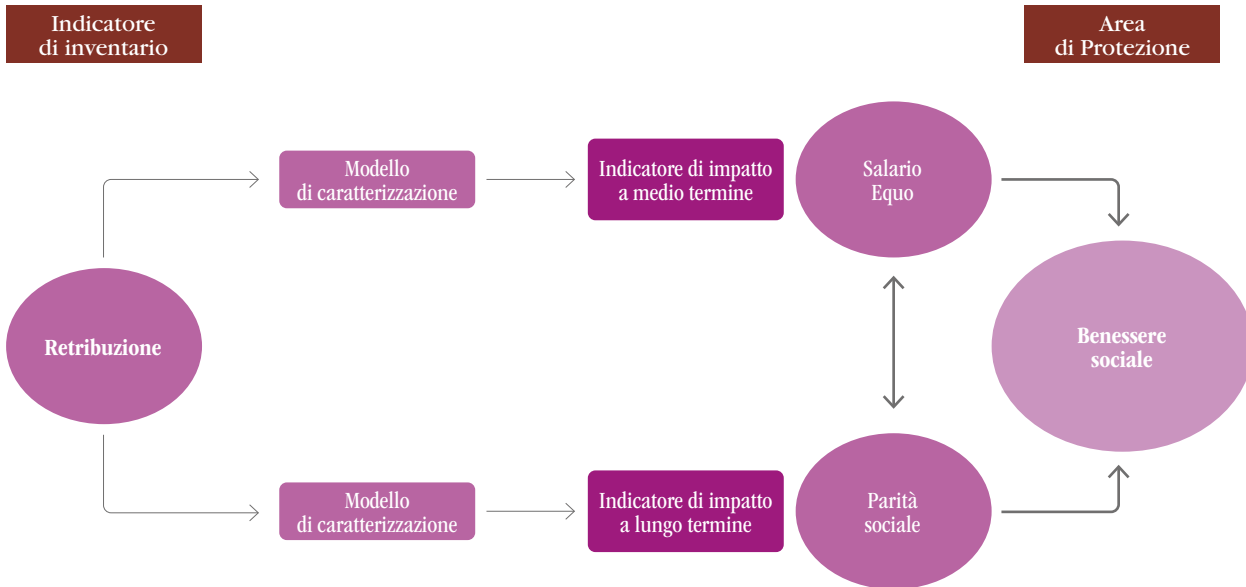 Indicatore
di inventario
Area
di Protezione
Modello
di caratterizzazione
Indicatore di impatto
a medio termine
Salario
Equo
Retribuzione
Benessere
sociale
Modello
di caratterizzazione
Indicatore di impatto
a lungo termine
Parità
sociale